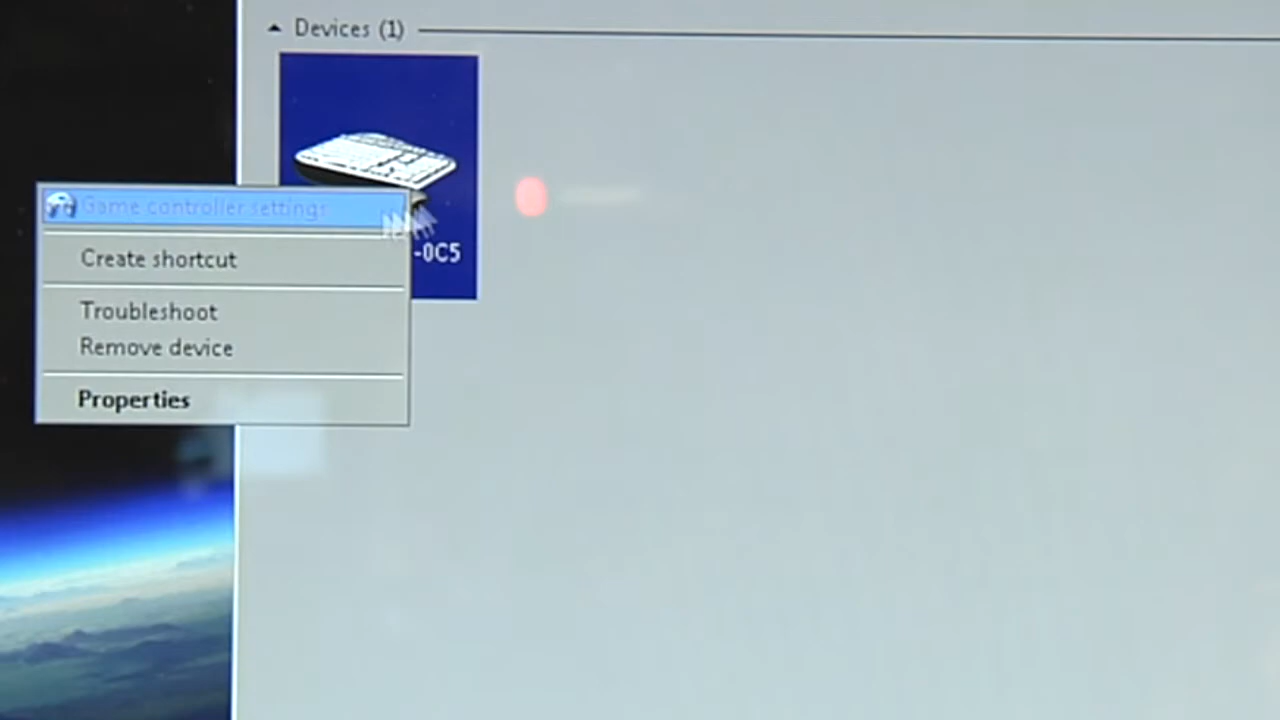 Devices (1)
Game controller settings
-0C5
Create shortcut
Troubleshoot
Remove device
Properties